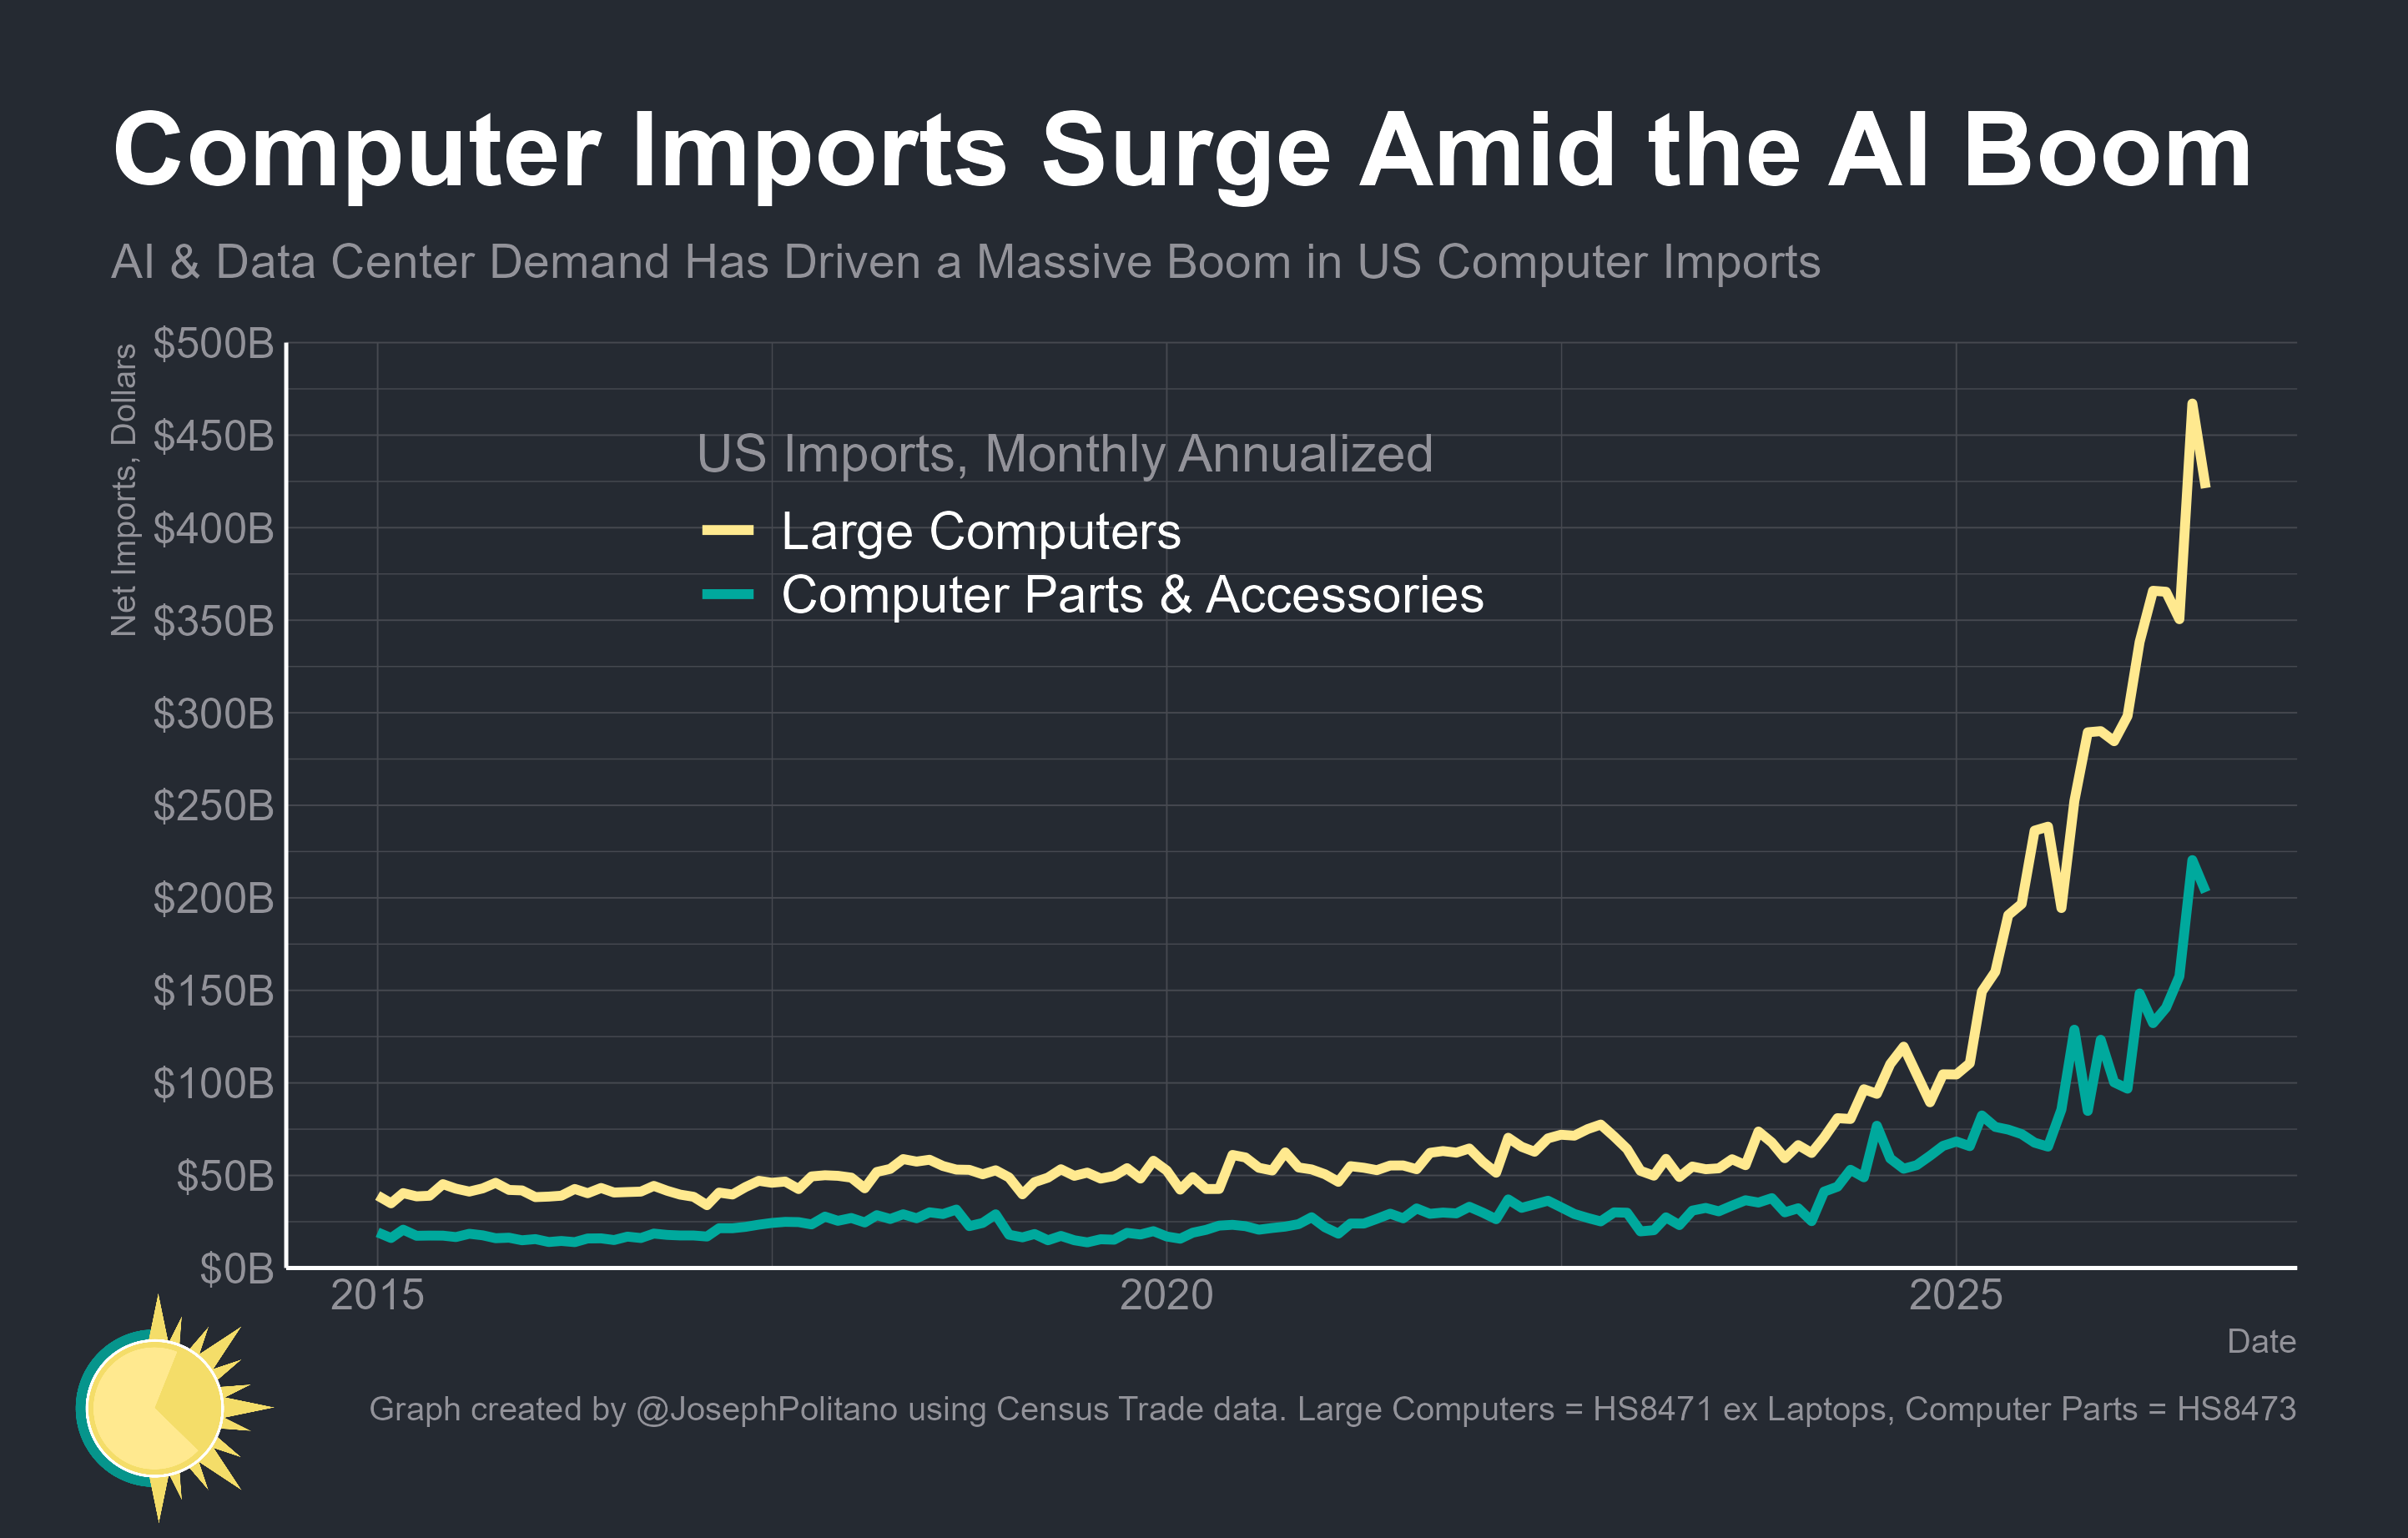 Computer Imports Surge Amid the AI Boom
AI & Data Center Demand Has Driven a Massive Boom in US Computer Imports
Net Imports, Dollars
$500B
$450B
$400B
$350B
$300B
$250B
$200B
$150B
$100B
$50B
$0B
US Imports, Monthly Annualized
Large Computers
Computer Parts & Accessories
2015
2020
2025
Date
Graph created by @JosephPolitano using Census Trade data. Large Computers = HS8471 ex Laptops, Computer Parts = HS8473